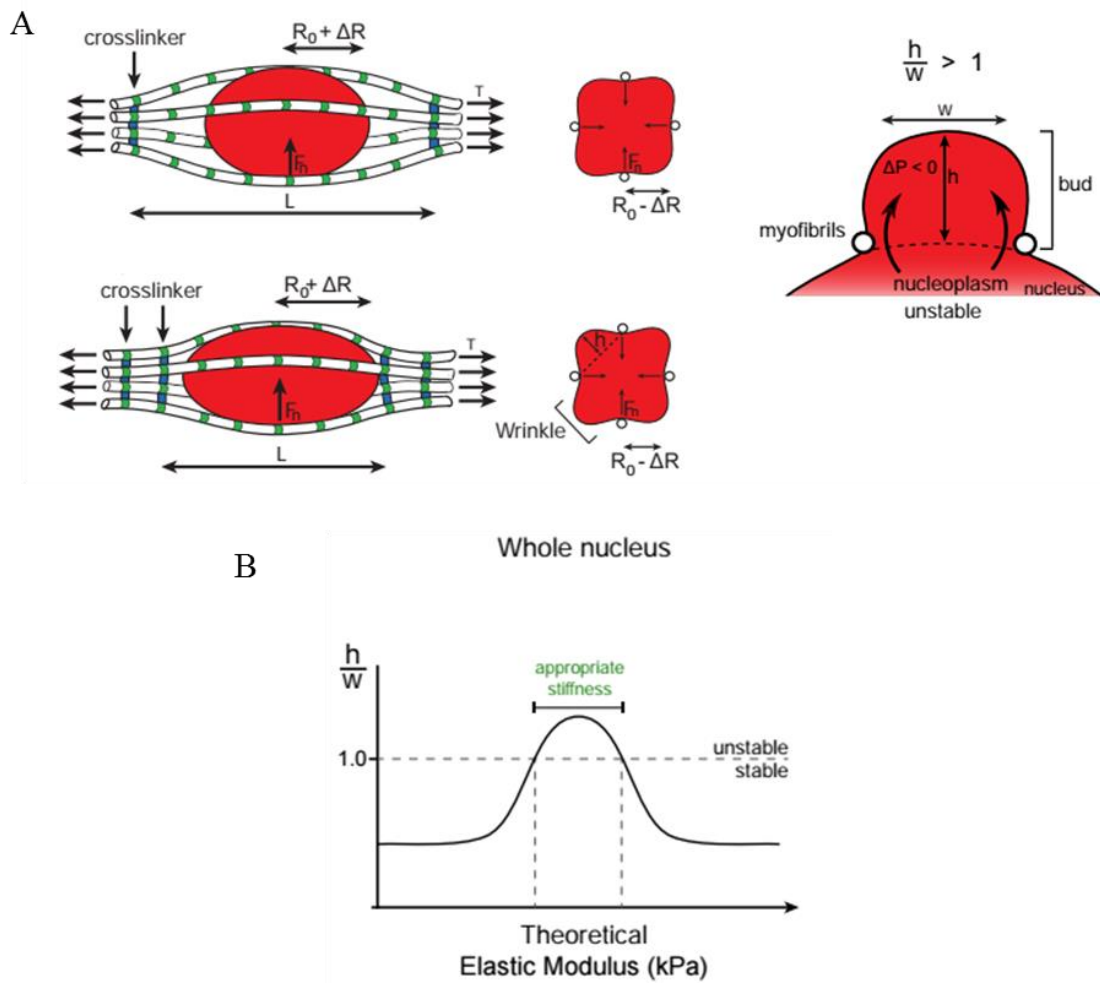 A
crosslinker
R₀ + ΔR
T
Fₙ
L
Fₙ
R₀ - ΔR
h
w > 1
w
ΔP < 0
h
bud
myofibrils
nucleoplasm
nucleus
unstable
crosslinker
R₀+ ΔR
T
Fₙ
L
h
Fₙ
Wrinkle
R₀ - ΔR
B
Whole nucleus
h
w
appropriate
stiffness
1.0
unstable
stable
Theoretical
Elastic Modulus (kPa)